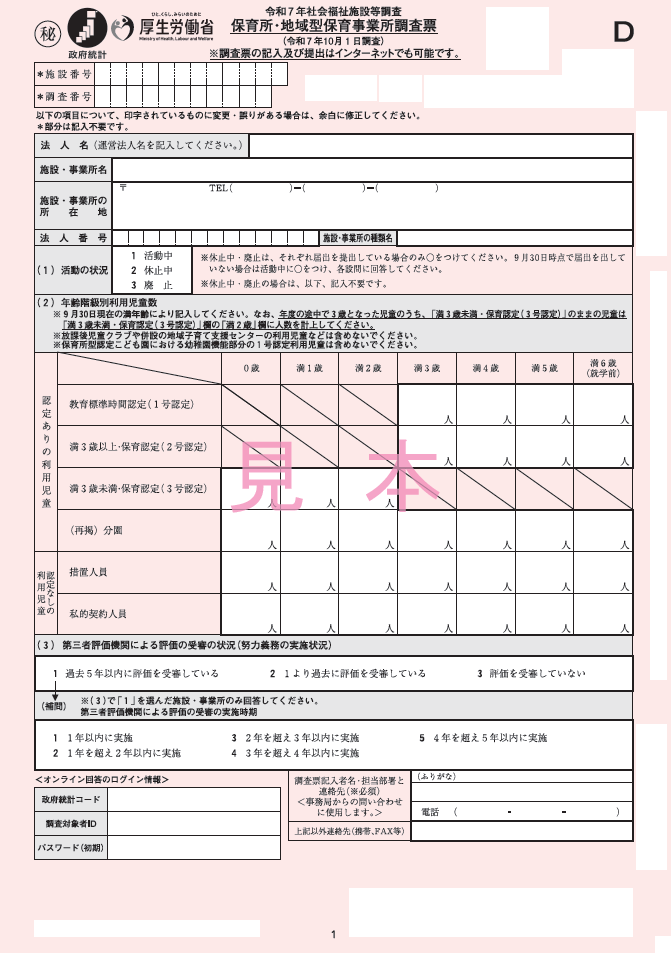 秘
政府統計
ひと、くらし、みらいのために
厚生労働省
Ministry of Health, Labour and Welfare
令和７年社会福祉施設等調査
保育所・地域型保育事業所調査票
（令和７年10月１日調査）
※調査票の記入及び提出はインターネットでも可能です。
D
＊施設番号
＊調査番号
以下の項目について、印字されているものに変更・誤りがある場合は、余白に修正してください。
＊部分は記入不要です。
法　人　名（運営法人名を記入してください。）
施設・事業所名
施設・事業所の
所　在　地
〒　TEL（　　）−（　　）−（　　）
法　人　番　号
施設・事業所の種類名
（１）活動の状況
１　活動中
２　休止中
３　廃　止
※休止中・廃止は、それぞれ届出を提出している場合のみ○をつけてください。９月30日時点で届出を出して
いない場合は活動中に○をつけ、各設問に回答してください。
※休止中・廃止の場合は、以下、記入不要です。
（２）年齢階級別利用児童数
※９月30日現在の満年齢により記入してください。なお、年度の途中で３歳となった児童のうち、「満３歳未満・保育認定（３号認定）」のままの児童は
「満３歳未満・保育認定（３号認定）」欄の「満２歳」欄に人数を計上してください。
※放課後児童クラブや併設の地域子育て支援センターの利用児童などは含めないでください。
※保育所型認定こども園における幼稚園機能部分の１号認定利用児童は含めないでください。
０歳　満１歳　満２歳　満３歳　満４歳　満５歳　満６歳
（就学前）
認定ありの利用児童
教育標準時間認定（１号認定）
人　人　人　人
満３歳以上・保育認定（２号認定）
人　人　人　人
満３歳未満・保育認定（３号認定）
人　人　人
（再掲）分園
人　人　人　人　人　人　人
認定なしの
利用児童
措置人員
人　人　人　人　人　人　人
私的契約人員
人　人　人　人　人　人　人
見　本
（３）第三者評価機関による評価の受審の状況（努力義務の実施状況）
１　過去５年以内に評価を受審している　２　１より過去に評価を受審している　３　評価を受審していない
（補問）
※（３）で「１」を選んだ施設・事業所のみ回答してください。
第三者評価機関による評価の受審の実施時期
１　１年以内に実施　３　２年を超え３年以内に実施　５　４年を超え５年以内に実施
２　１年を超え２年以内に実施　４　３年を超え４年以内に実施
＜オンライン回答のログイン情報＞
政府統計コード
調査対象者ID
パスワード（初期）
調査票記入者名・担当部署と
連絡先（※必須）
＜事務局からの問い合わせ
に使用します。＞
（ふりがな）
電話　（　　-　　-　　）
上記以外連絡先（携帯、FAX等）
1